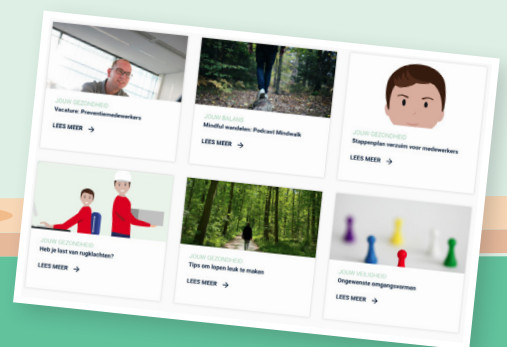 JOUW GEZONDHEID
Vacature: Preventiemedewerkers
LEES MEER →
JOUW BALANS
Mindful wandelen: Podcast Mindwalk
LEES MEER →
JOUW GEZONDHEID
Stappenplan verzuim voor medewerkers
LEES MEER →
JOUW GEZONDHEID
Heb je last van rugklachten?
LEES MEER →
JOUW GEZONDHEID
Tips om lopen leuk te maken
LEES MEER →
JOUW VEILIGHEID
Ongewenste omgangsvormen
LEES MEER →